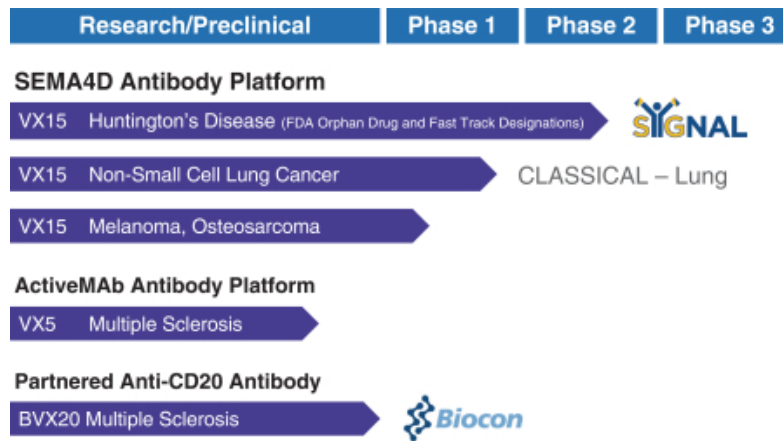 Research/Preclinical Phase 1 Phase 2 Phase 3
SEMA4D Antibody Platform
VX15 Huntington's Disease (FDA Orphan Drug and Fast Track Designations) SIGNAL
VX15 Non-Small Cell Lung Cancer CLASSICAL – Lung
VX15 Melanoma, Osteosarcoma
ActiveMAb Antibody Platform
VX5 Multiple Sclerosis
Partnered Anti-CD20 Antibody
BVX20 Multiple Sclerosis Biocon